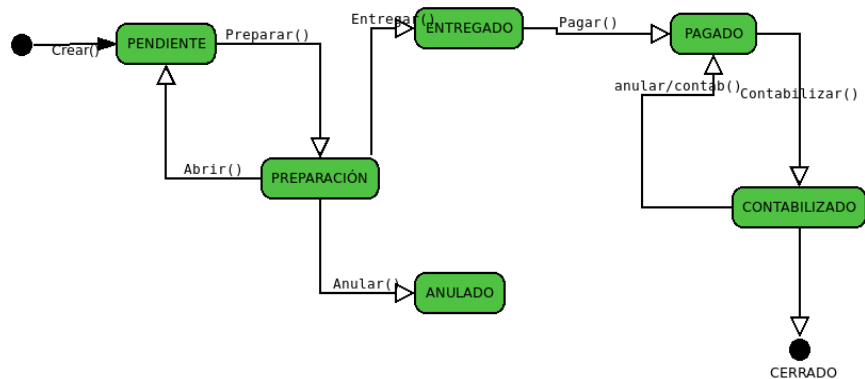 Crear()
PENDIENTE
Preparar()
Entregar()
ENTREGADO
Pagar()
PAGADO
anular/contab()
Contabilizar()
Abrir()
PREPARACIÓN
CONTABILIZADO
Anular()
ANULADO
CERRADO